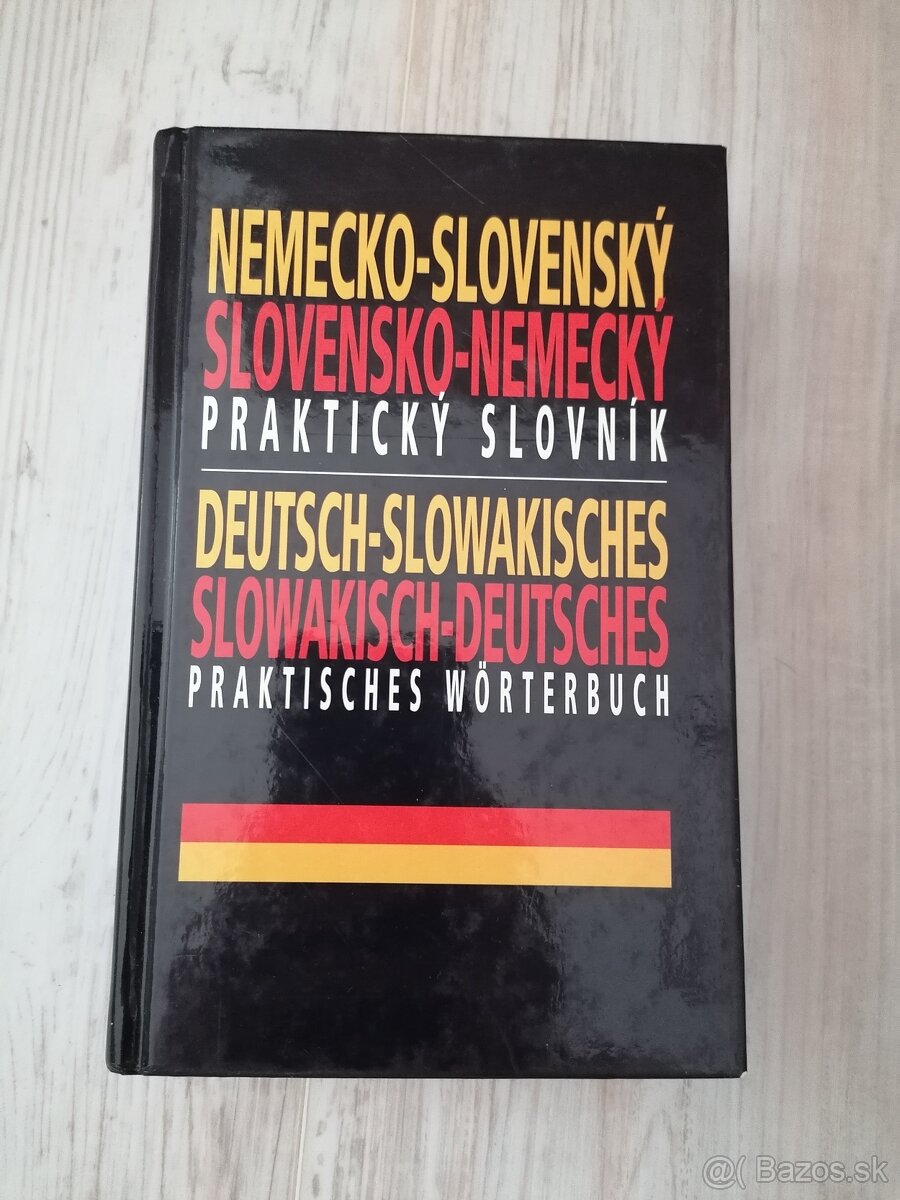 NEMECKO-SLOVENSKÝ
SLOVENSKO-NEMECKÝ
PRAKTICKÝ SLOVNÍK
DEUTSCH-SLOWAKISCHES
SLOWAKISCH-DEUTSCHES
PRAKTISCHES WÖRTERBUCH
@( Bazos.sk